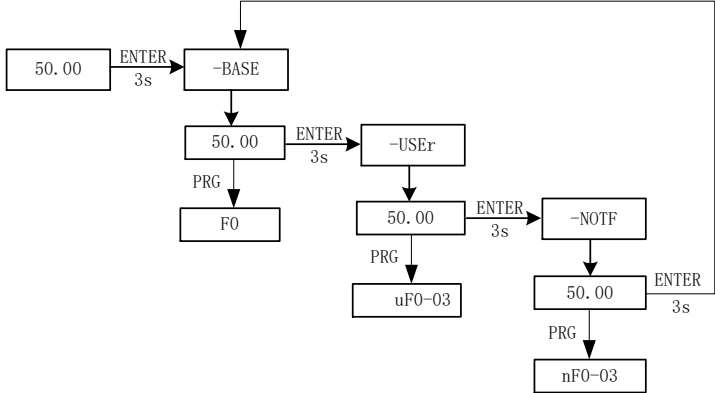 50.00
ENTER
3s
-BASE
50.00
ENTER
3s
-USEr
PRG
F0
50.00
ENTER
3s
-NOTF
PRG
uF0-03
50.00
ENTER
3s
PRG
nF0-03